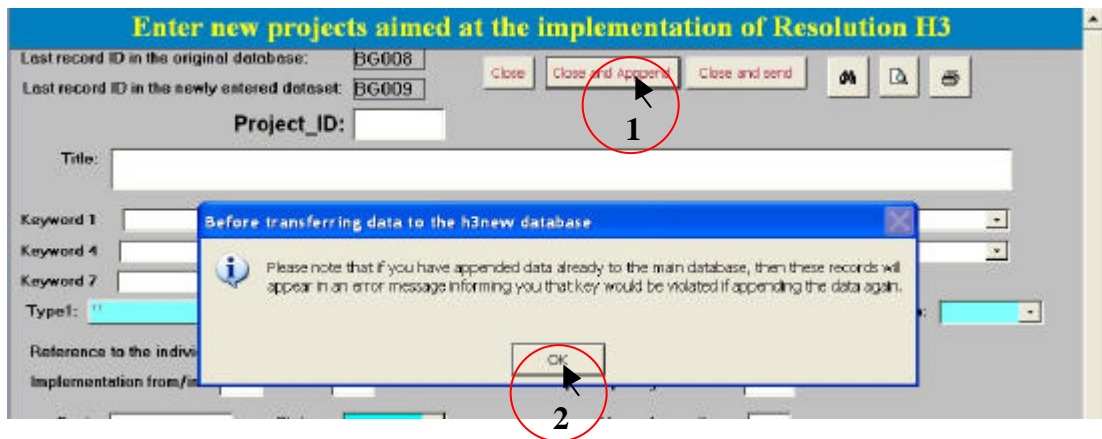 Enter new projects aimed at the implementation of Resolution H3
Last record ID in the original database: BG008
Close Close and Apppend Close and send
Last record ID in the newly entered dataset: BG009
Project_ID:
1
Title:
Keyword 1
Before transferring data to the h3new database
Keyword 4
Please note that if you have appended data already to the main database, then these records will
Keyword 7
appear in an error message informing you that key would be violated if appending the data again.
Type1: ''
Reference to the indivi
OK
Implementation from/in
2